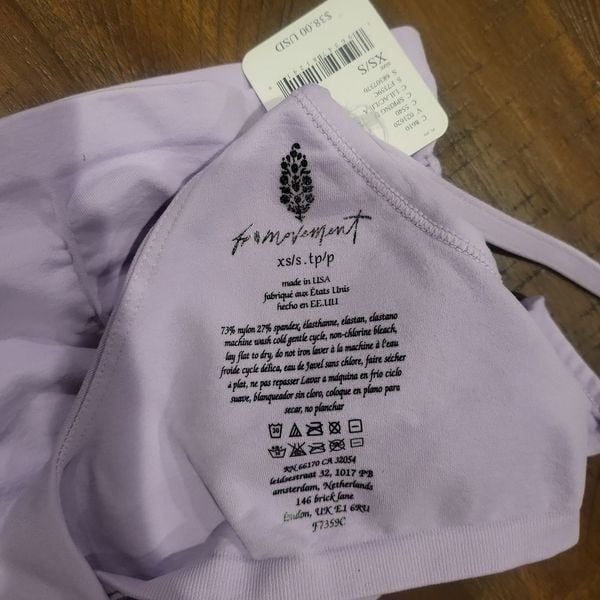 $38.00 USD
XS/S
fp movement
xs/s . tp/p
made in USA
fabriqué aux États Unis
hecho en EE.UU
73% nylon 27% spandex, élasthanne, elastan, elastano
machine wash cold gentle cycle, non-chlorine bleach,
lay flat to dry, do not iron laver à la machine à l'eau
froide cycle délica, eau de Javel sans chlore, faire sécher
à plat, ne pas repasser Lavar a máquina en frío ciclo
suave, blanqueador sin cloro, coloque en plano para
secar, no planchar
RN 66170 CA 32054
leidsestraat 32, 1017 PB
amsterdam, Netherlands
146 brick lane
london, UK E1 6RU
F7359C